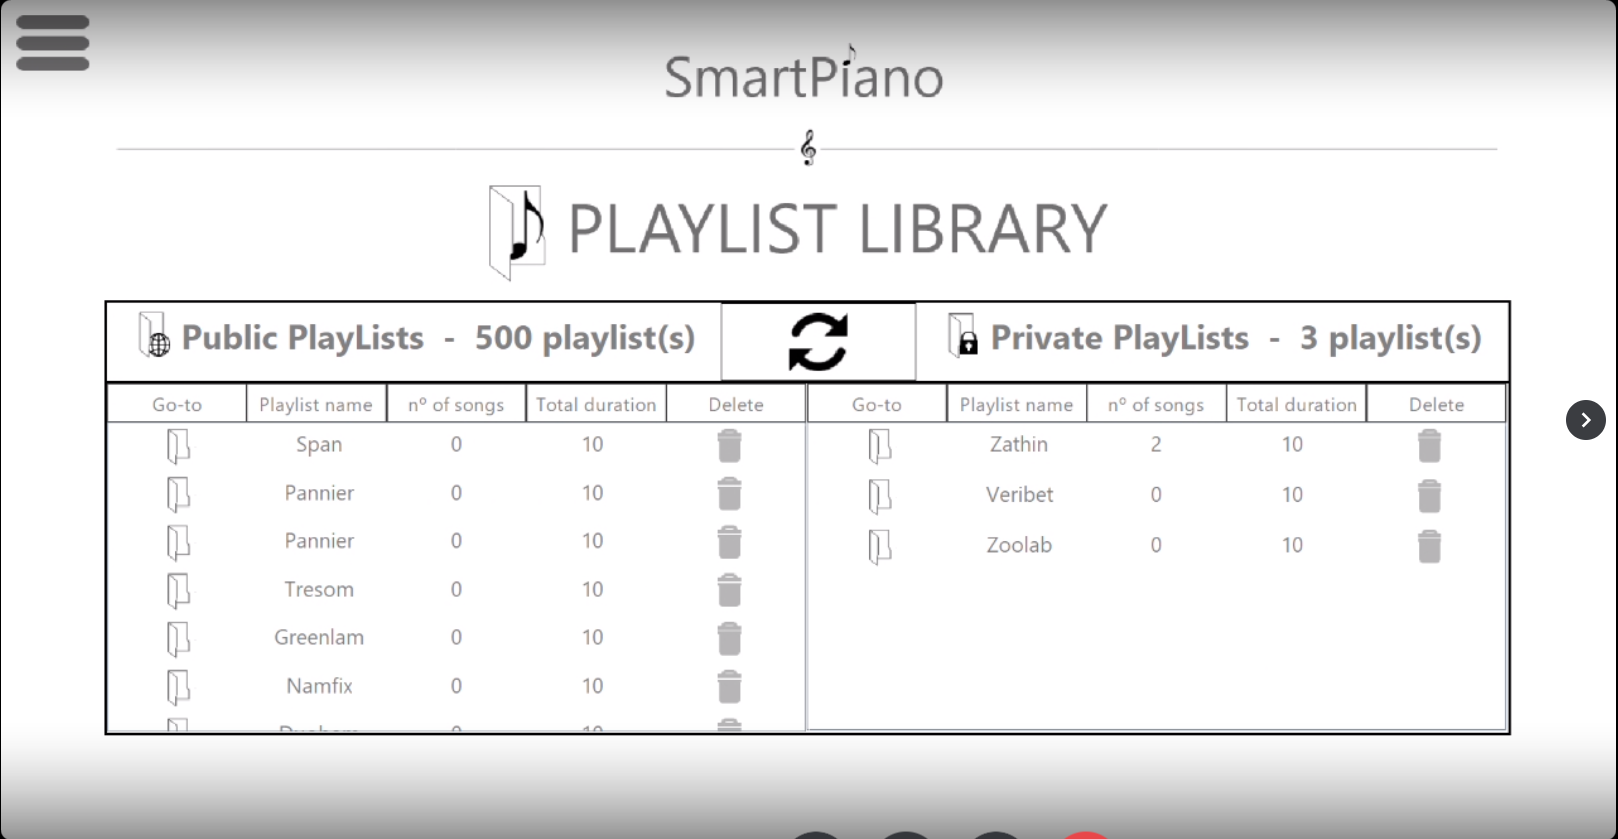 SmartPiano
PLAYLIST LIBRARY
Public PlayLists - 500 playlist(s)
Private PlayLists - 3 playlist(s)
Go-to Playlist name nº of songs Total duration Delete
Go-to Playlist name nº of songs Total duration Delete
Span 0 10
Zathin 2 10
Pannier 0 10
Veribet 0 10
Pannier 0 10
Zoolab 0 10
Tresom 0 10
Greenlam 0 10
Namfix 0 10